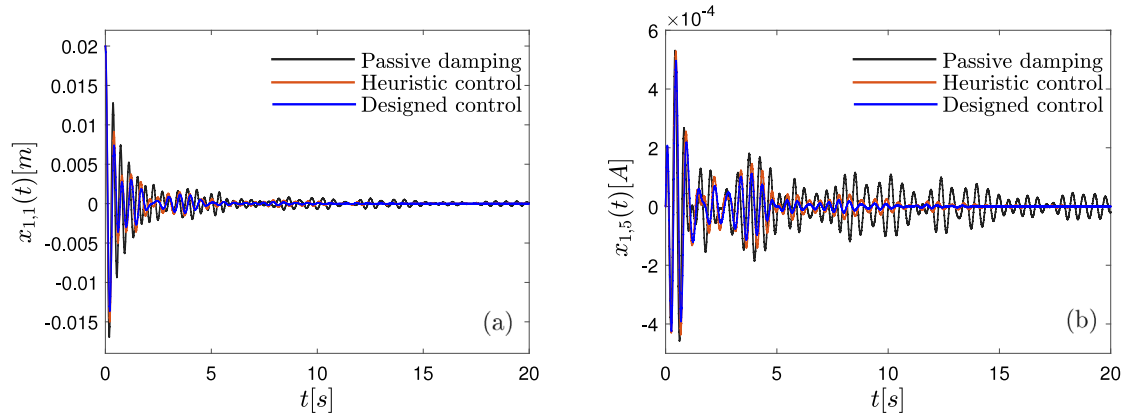 0.02
0.015
0.01
0.005
0
-0.005
-0.01
-0.015
x₁,₁(t)[m]
Passive damping
Heuristic control
Designed control
(a)
0 5 10 15 20
t[s]
×10⁻⁴
6
4
2
0
-2
-4
x₁,₅(t)[A]
Passive damping
Heuristic control
Designed control
(b)
0 5 10 15 20
t[s]